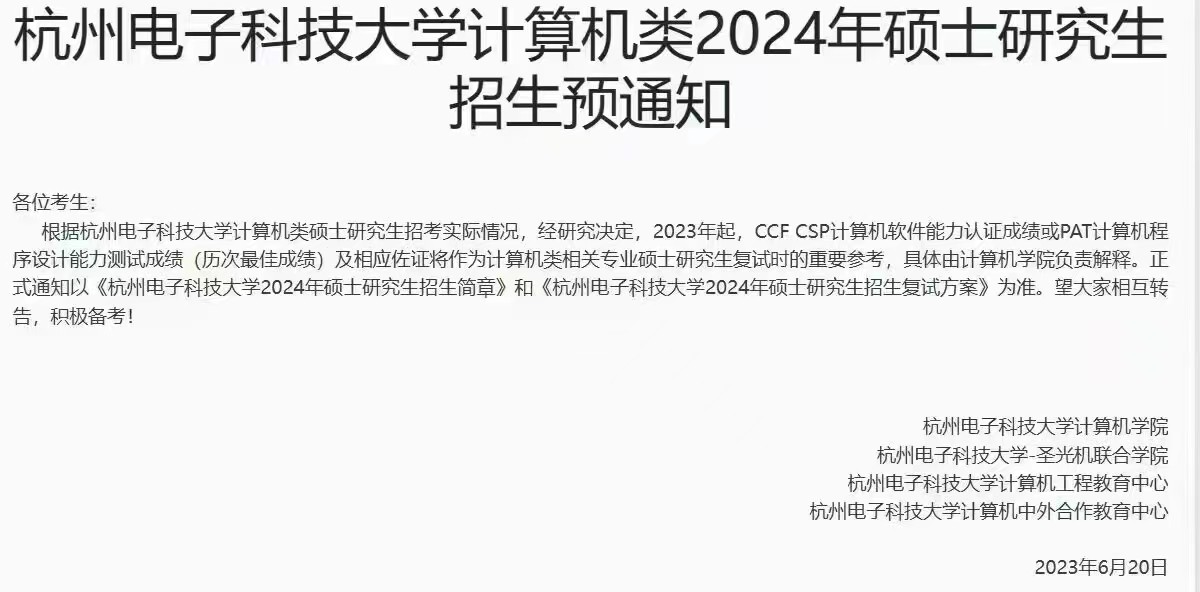 杭州电子科技大学计算机类2024年硕士研究生
招生预通知
各位考生：
根据杭州电子科技大学计算机类硕士研究生招考实际情况，经研究决定，2023年起，CCF CSP计算机软件能力认证成绩或PAT计算机程
序设计能力测试成绩（历次最佳成绩）及相应佐证将作为计算机类相关专业硕士研究生复试时的重要参考，具体由计算机学院负责解释。正
式通知以《杭州电子科技大学2024年硕士研究生招生简章》和《杭州电子科技大学2024年硕士研究生招生复试方案》为准。望大家相互转
告，积极备考！
杭州电子科技大学计算机学院
杭州电子科技大学-圣光机联合学院
杭州电子科技大学计算机工程教育中心
杭州电子科技大学计算机中外合作教育中心
2023年6月20日